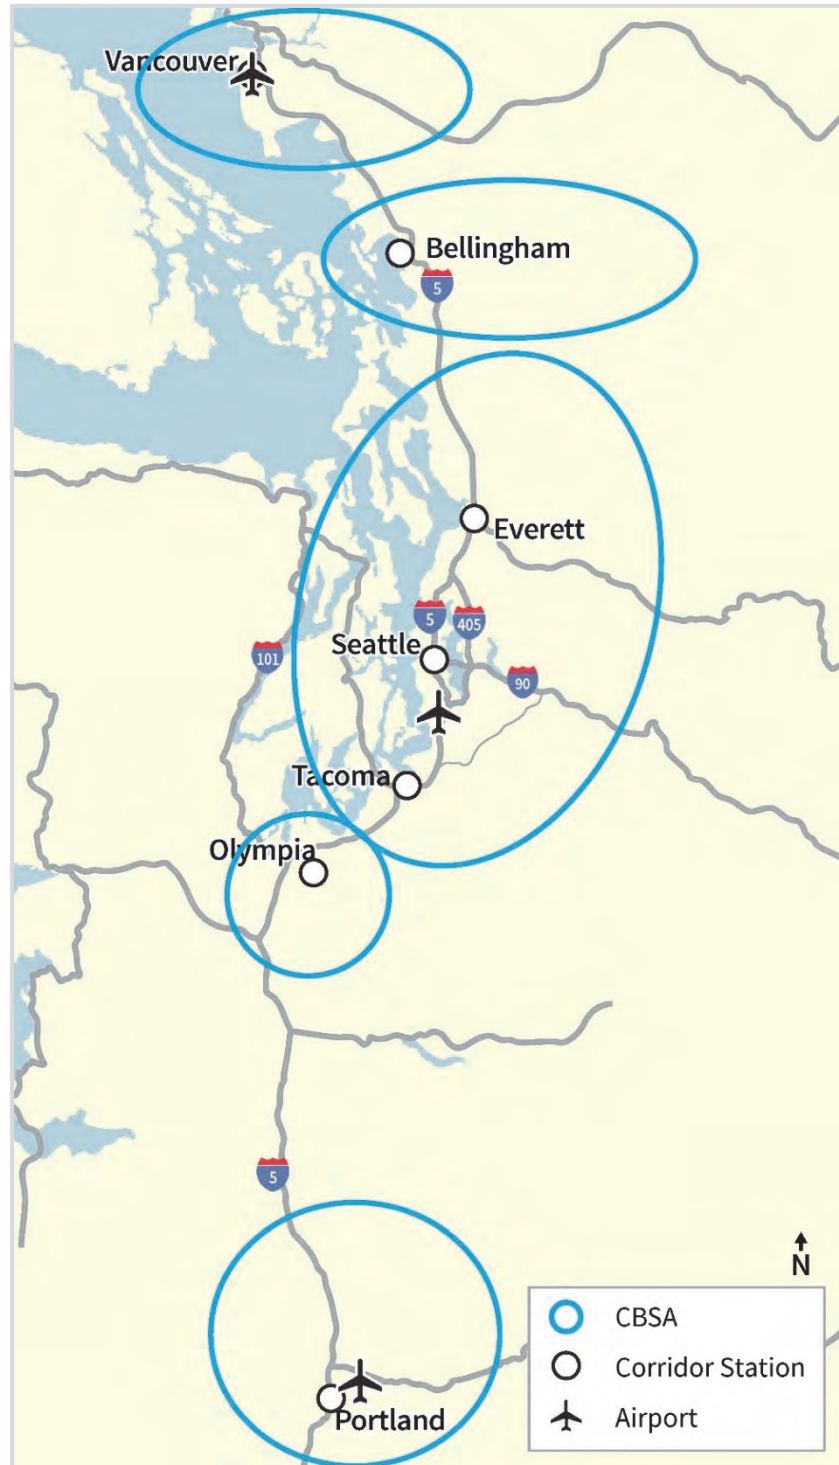 Vancouver
Bellingham
5
Everett
5
405
Seattle
101
90
Tacoma
Olympia
5
N
CBSA
Corridor Station
Airport
Portland